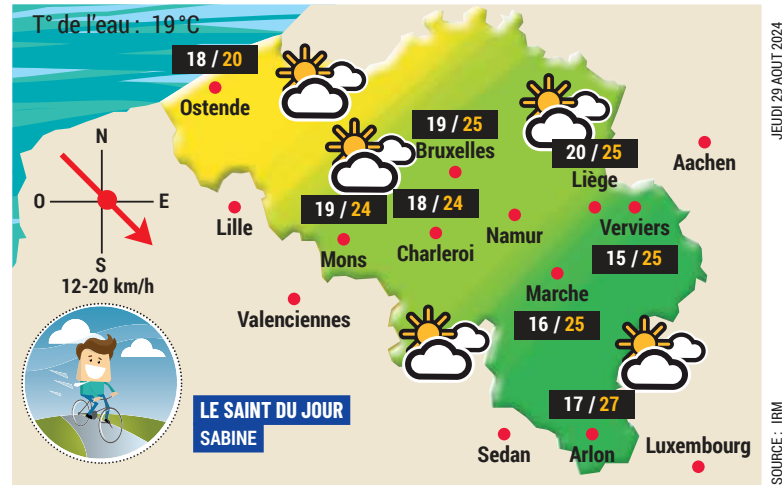 T° de l'eau : 19 °C
18 / 20
Ostende
19 / 25
Bruxelles
20 / 25
Liège
Aachen
N
O
E
S
12-20 km/h
Lille
19 / 24
Mons
18 / 24
Charleroi
Namur
Verviers
15 / 25
Marche
16 / 25
Valenciennes
17 / 27
LE SAINT DU JOUR
SABINE
Sedan
Arlon
Luxembourg
JEUDI 29 AOUT 2024
SOURCE : IRM